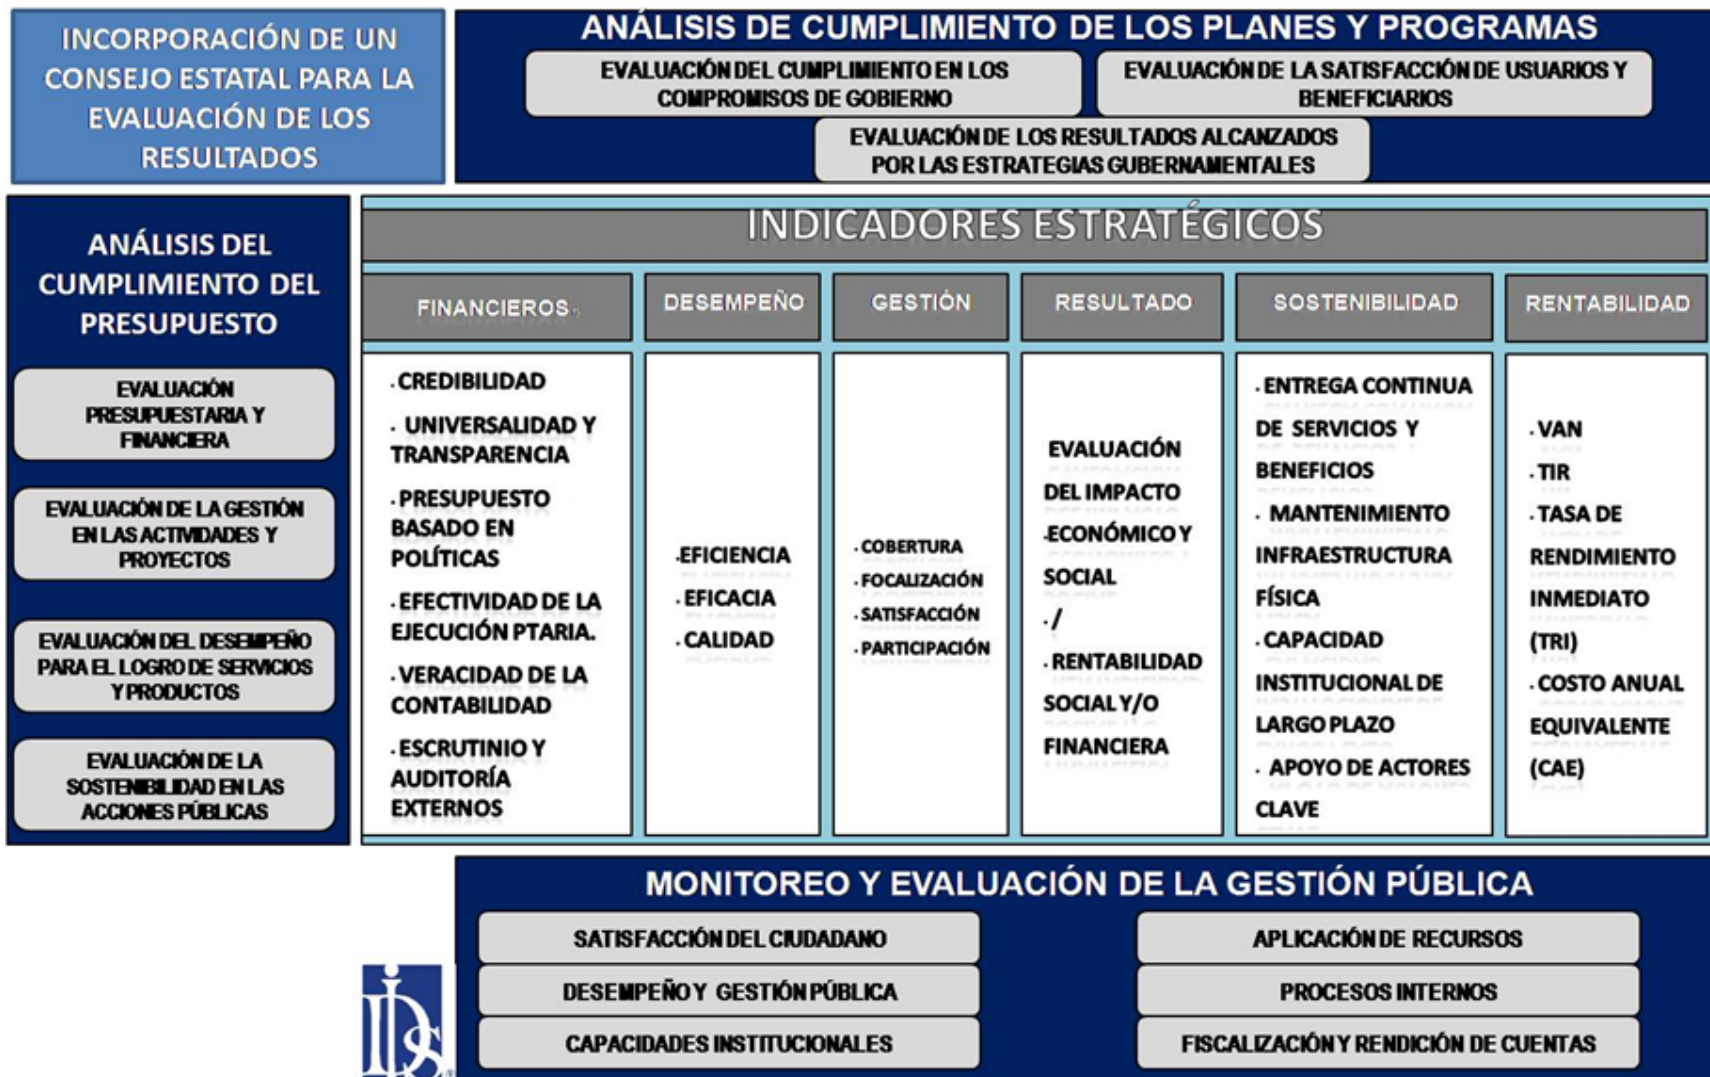 INCORPORACIÓN DE UN
CONSEJO ESTATAL PARA LA
EVALUACIÓN DE LOS
RESULTADOS
ANÁLISIS DE CUMPLIMIENTO DE LOS PLANES Y PROGRAMAS
EVALUACIÓN DEL CUMPLIMIENTO EN LOS
COMPROMISOS DE GOBIERNO
EVALUACIÓN DE LA SATISFACCIÓN DE USUARIOS Y
BENEFICIARIOS
EVALUACIÓN DE LOS RESULTADOS ALCANZADOS
POR LAS ESTRATEGIAS GUBERNAMENTALES
ANÁLISIS DEL
CUMPLIMIENTO DEL
PRESUPUESTO
EVALUACIÓN
PRESUPUESTARIA Y
FINANCIERA
EVALUACIÓN DE LA GESTIÓN
EN LAS ACTIVIDADES Y
PROYECTOS
EVALUACIÓN DEL DESEMPEÑO
PARA EL LOGRO DE SERVICIOS
Y PRODUCTOS
EVALUACIÓN DE LA
SOSTENIBILIDAD EN LAS
ACCIONES PÚBLICAS
INDICADORES ESTRATÉGICOS
FINANCIEROS.
· CREDIBILIDAD
· UNIVERSALIDAD Y
TRANSPARENCIA
· PRESUPUESTO
BASADO EN
POLÍTICAS
· EFECTIVIDAD DE LA
EJECUCIÓN PTARIA.
· VERACIDAD DE LA
CONTABILIDAD
· ESCRUTINIO Y
AUDITORÍA
EXTERNOS
DESEMPEÑO
· EFICIENCIA
· EFICACIA
· CALIDAD
GESTIÓN
· COBERTURA
· FOCALIZACIÓN
· SATISFACCIÓN
· PARTICIPACIÓN
RESULTADO
EVALUACIÓN
DEL IMPACTO
·ECONÓMICO Y
SOCIAL
· /
· RENTABILIDAD
SOCIAL Y/O
FINANCIERA
SOSTENIBILIDAD
· ENTREGA CONTINUA
DE SERVICIOS Y
BENEFICIOS
· MANTENIMIENTO
INFRAESTRUCTURA
FÍSICA
· CAPACIDAD
INSTITUCIONAL DE
LARGO PLAZO
· APOYO DE ACTORES
CLAVE
RENTABILIDAD
· VAN
· TIR
· TASA DE
RENDIMIENTO
INMEDIATO
(TRI)
· COSTO ANUAL
EQUIVALENTE
(CAE)
MONITOREO Y EVALUACIÓN DE LA GESTIÓN PÚBLICA
SATISFACCIÓN DEL CIUDADANO
DESEMPEÑO Y GESTIÓN PÚBLICA
CAPACIDADES INSTITUCIONALES
APLICACIÓN DE RECURSOS
PROCESOS INTERNOS
FISCALIZACIÓN Y RENDICIÓN DE CUENTAS
IDS